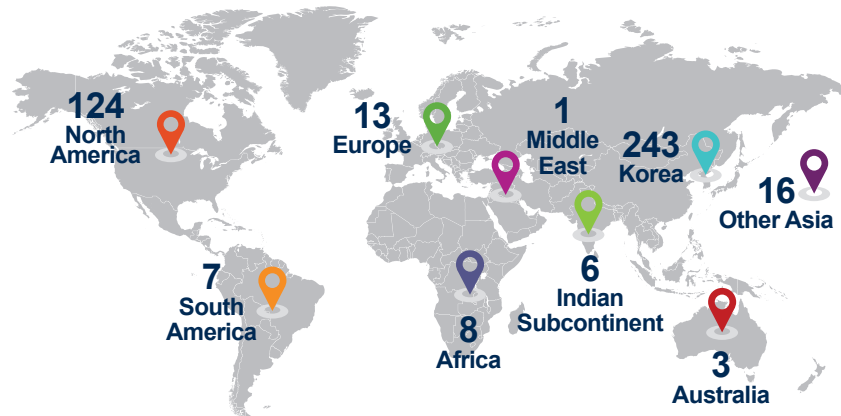 124
North
America
13
Europe
1
Middle
East
243
Korea
16
Other Asia
7
South
America
8
Africa
6
Indian
Subcontinent
3
Australia